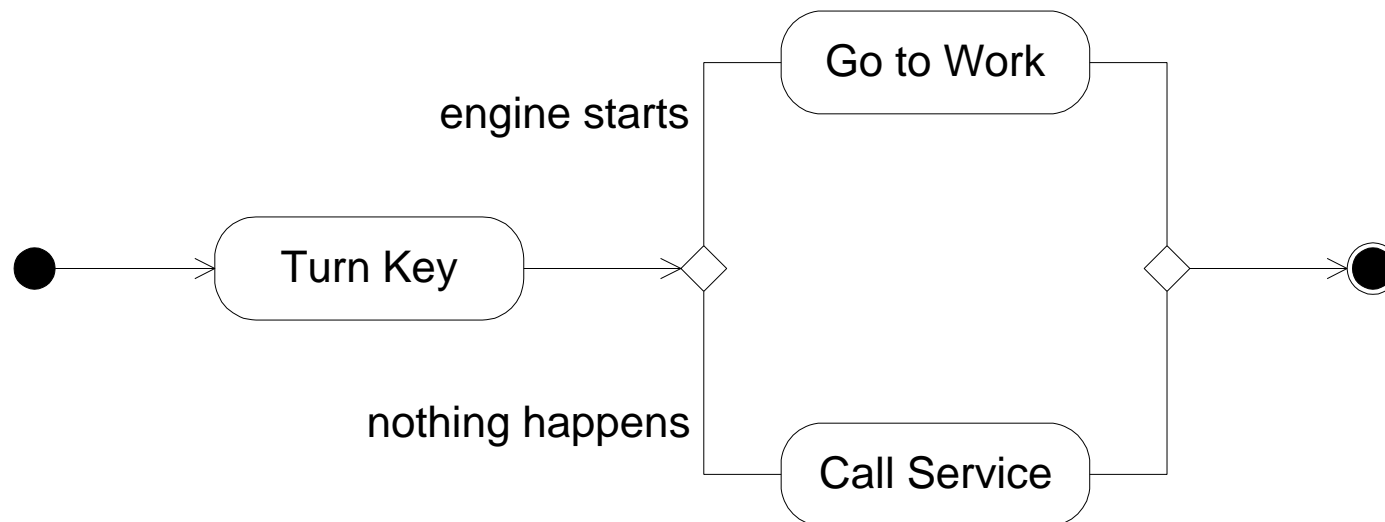 Go to Work
engine starts
Turn Key
nothing happens
Call Service